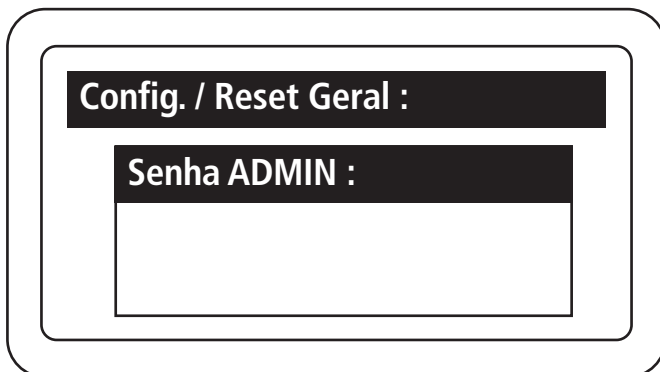 Config. / Reset Geral :
Senha ADMIN :